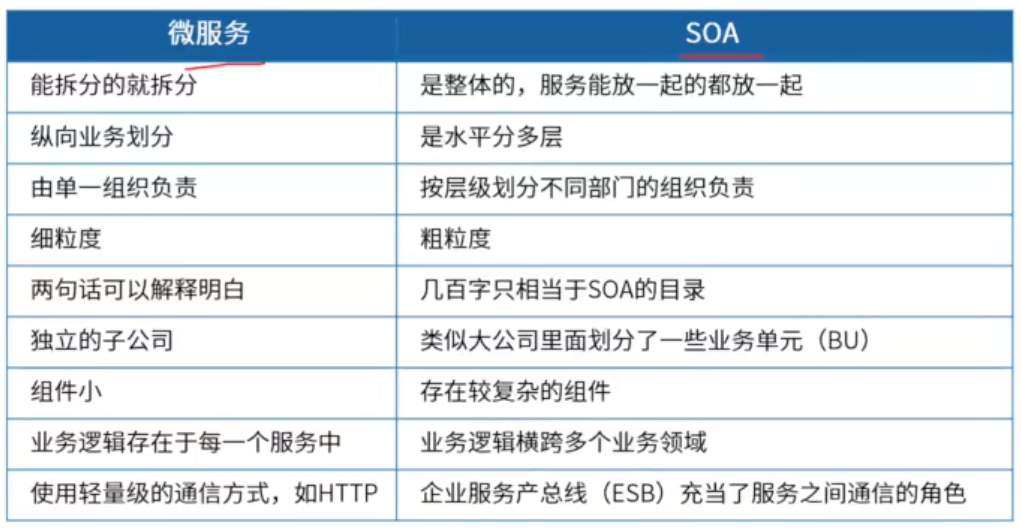 微服务 SOA
能拆分的就拆分 是整体的，服务能放一起的都放一起
纵向业务划分 是水平分多层
由单一组织负责 按层级划分不同部门的组织负责
细粒度 粗粒度
两句话可以解释明白 几百字只相当于SOA的目录
独立的子公司 类似大公司里面划分了一些业务单元（BU）
组件小 存在较复杂的组件
业务逻辑存在于每一个服务中 业务逻辑横跨多个业务领域
使用轻量级的通信方式，如HTTP 企业服务产总线（ESB）充当了服务之间通信的角色